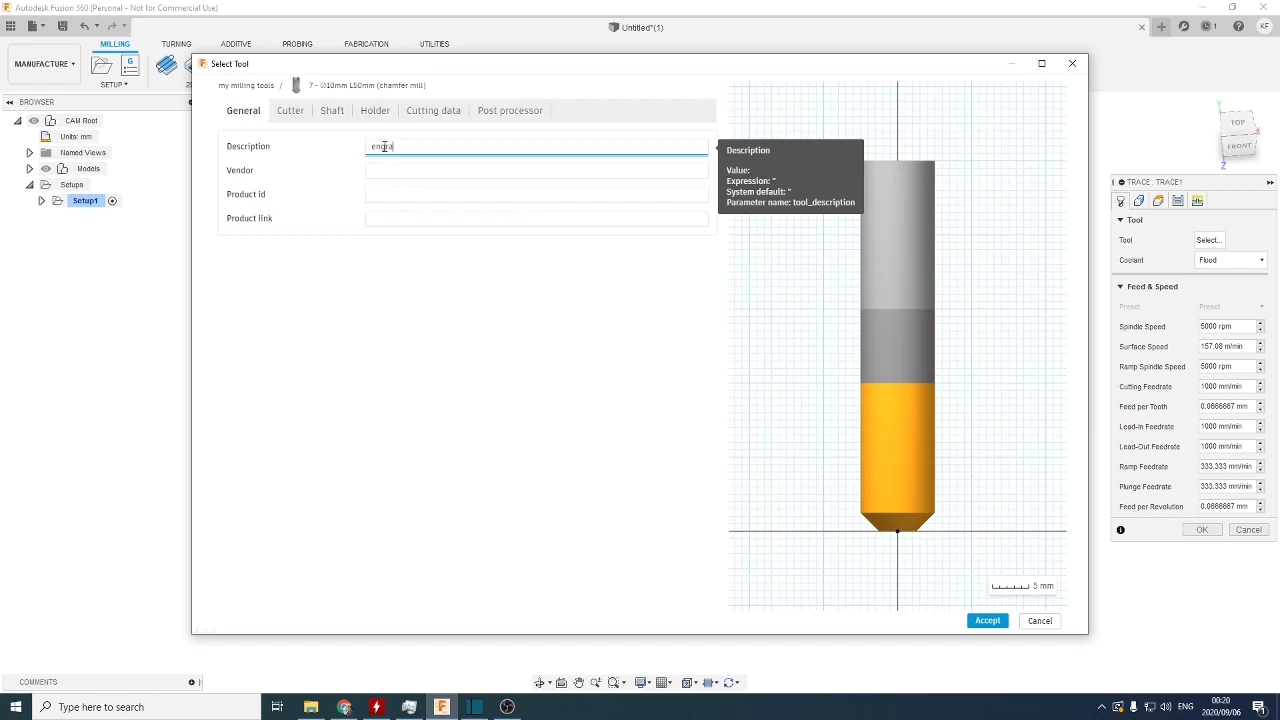 Autodesk Fusion 360 (Personal - Not for Commercial Use)
Untitled*(1)
1
KF
MANUFACTURE
MILLING
TURNING
ADDITIVE
PROBING
FABRICATION
UTILITIES
SETUP
Select Tool
my milling tools / 7 - Ø10mm L50mm (chamfer mill)
General
Cutter
Shaft
Holder
Cutting data
Post processor
Description
engra
Vendor
Product id
Product link
Description
Value:
Expression: ''
System default: ''
Parameter name: tool_description
5 mm
Accept
Cancel
BROWSER
CAM Root
Units: mm
Named Views
Models
Setups
Setup1
TOP
FRONT
Y
X
Z
TRACE : TRACE1
Tool
Tool
Select...
Coolant
Flood
Feed & Speed
Preset
Preset
Spindle Speed
5000 rpm
Surface Speed
157.08 m/min
Ramp Spindle Speed
5000 rpm
Cutting Feedrate
1000 mm/min
Feed per Tooth
0.0666667 mm
Lead-In Feedrate
1000 mm/min
Lead-Out Feedrate
1000 mm/min
Ramp Feedrate
333.333 mm/min
Plunge Feedrate
333.333 mm/min
Feed per Revolution
0.0666667 mm
OK
Cancel
COMMENTS
Type here to search
ENG
00:20
2020/09/06